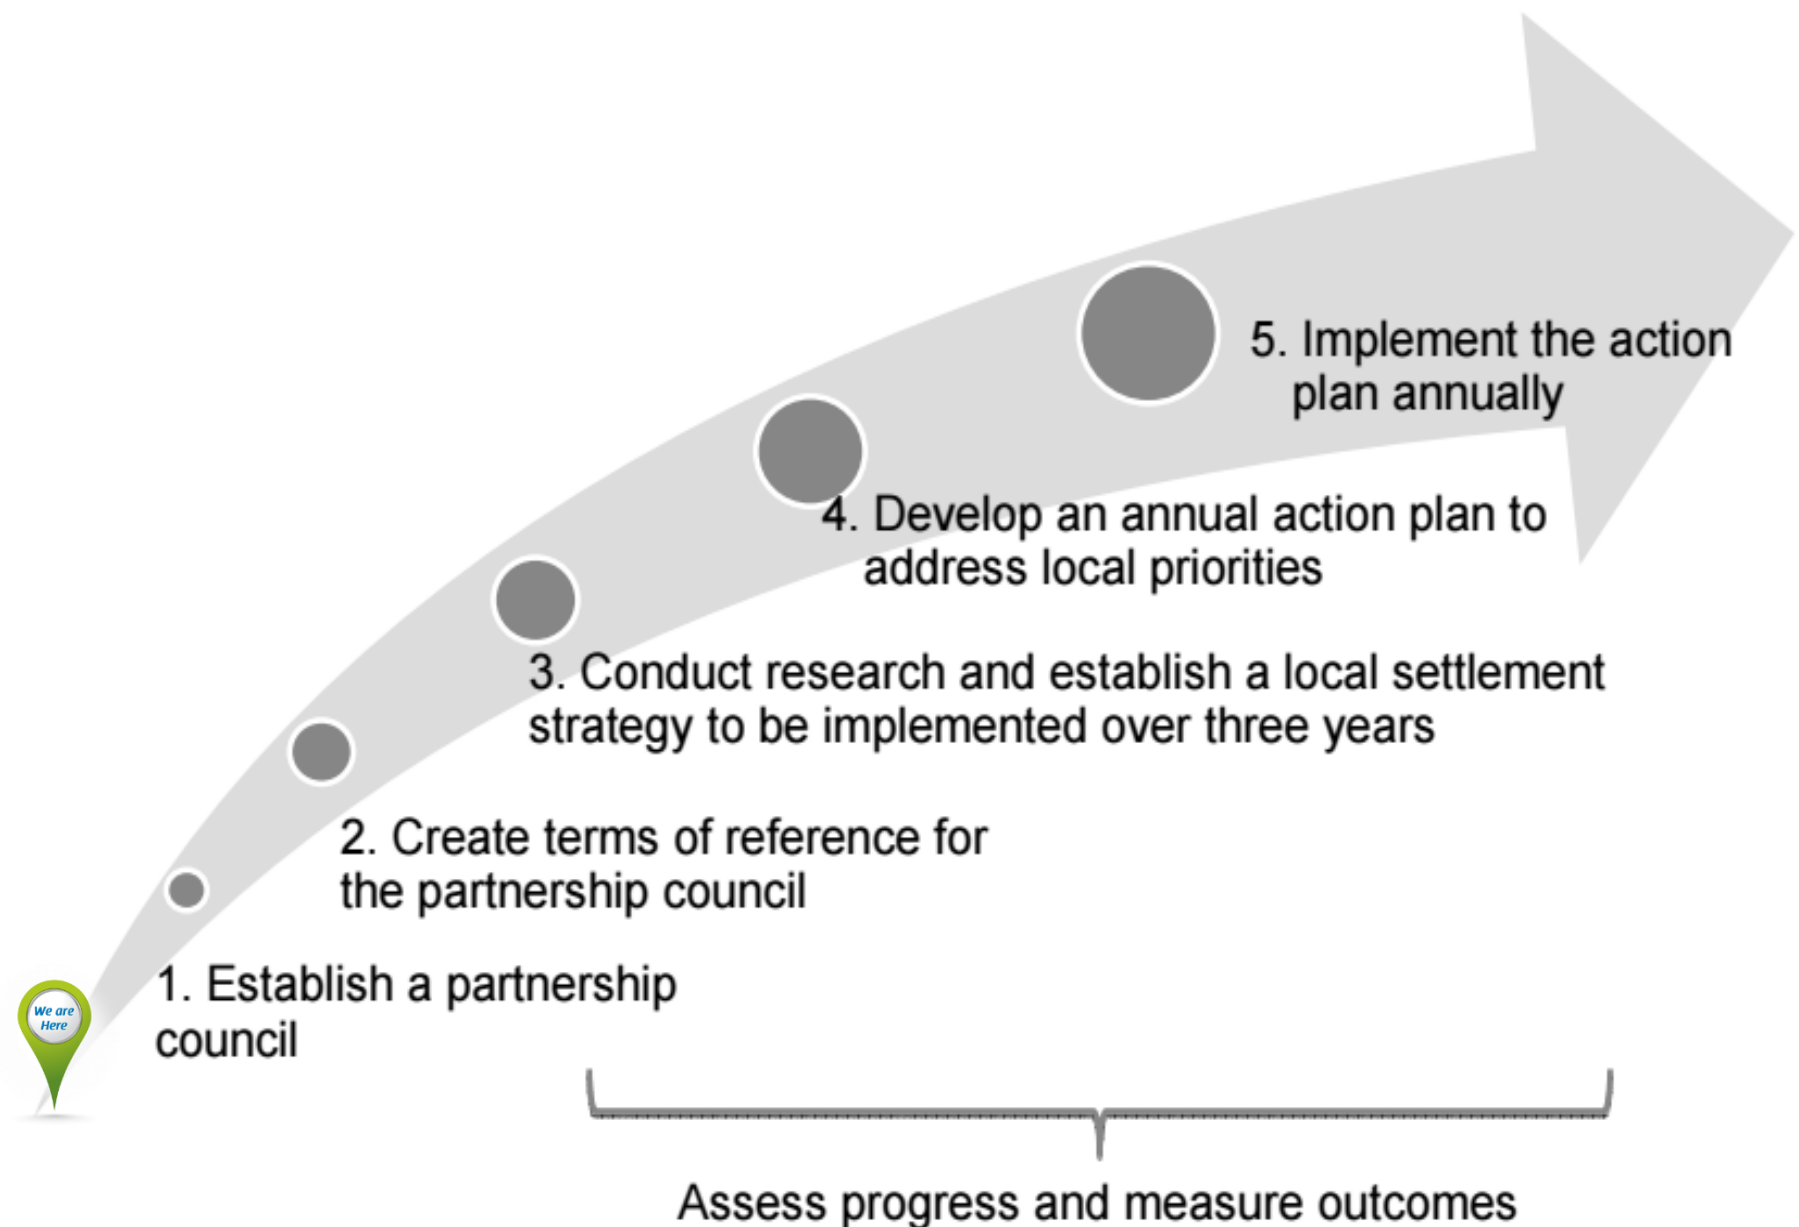 5. Implement the action
plan annually
4. Develop an annual action plan to
address local priorities
3. Conduct research and establish a local settlement
strategy to be implemented over three years
2. Create terms of reference for
the partnership council
1. Establish a partnership
council
We are
Here
Assess progress and measure outcomes